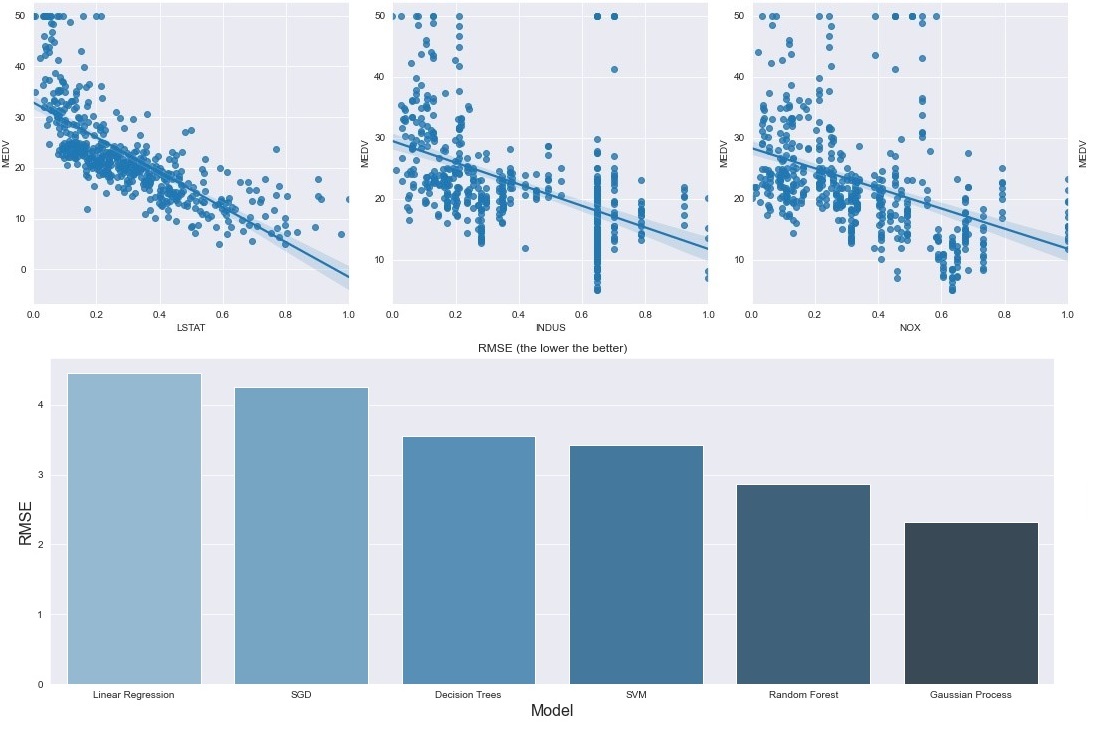 50
40
30
20
10
0
MEDV
0.0 0.2 0.4 0.6 0.8 1.0
LSTAT
50
40
30
20
10
MEDV
0.0 0.2 0.4 0.6 0.8 1.0
INDUS
50
40
30
20
10
MEDV
0.0 0.2 0.4 0.6 0.8 1.0
NOX
MEDV
RMSE (the lower the better)
4
3
2
1
0
RMSE
Linear Regression SGD Decision Trees SVM Random Forest Gaussian Process
Model